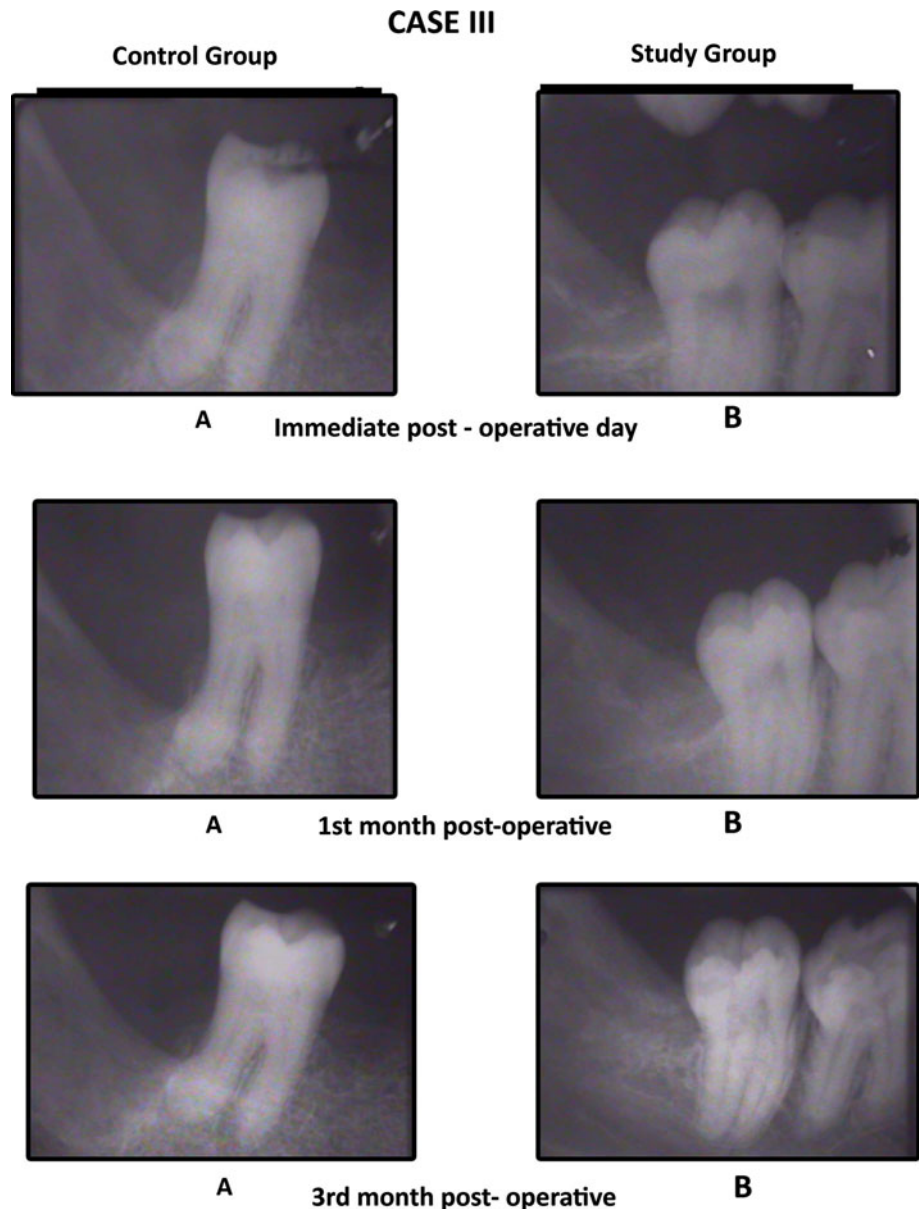 CASE III
Control Group
Study Group
A
B
Immediate post - operative day
A
B
1st month post-operative
A
B
3rd month post- operative